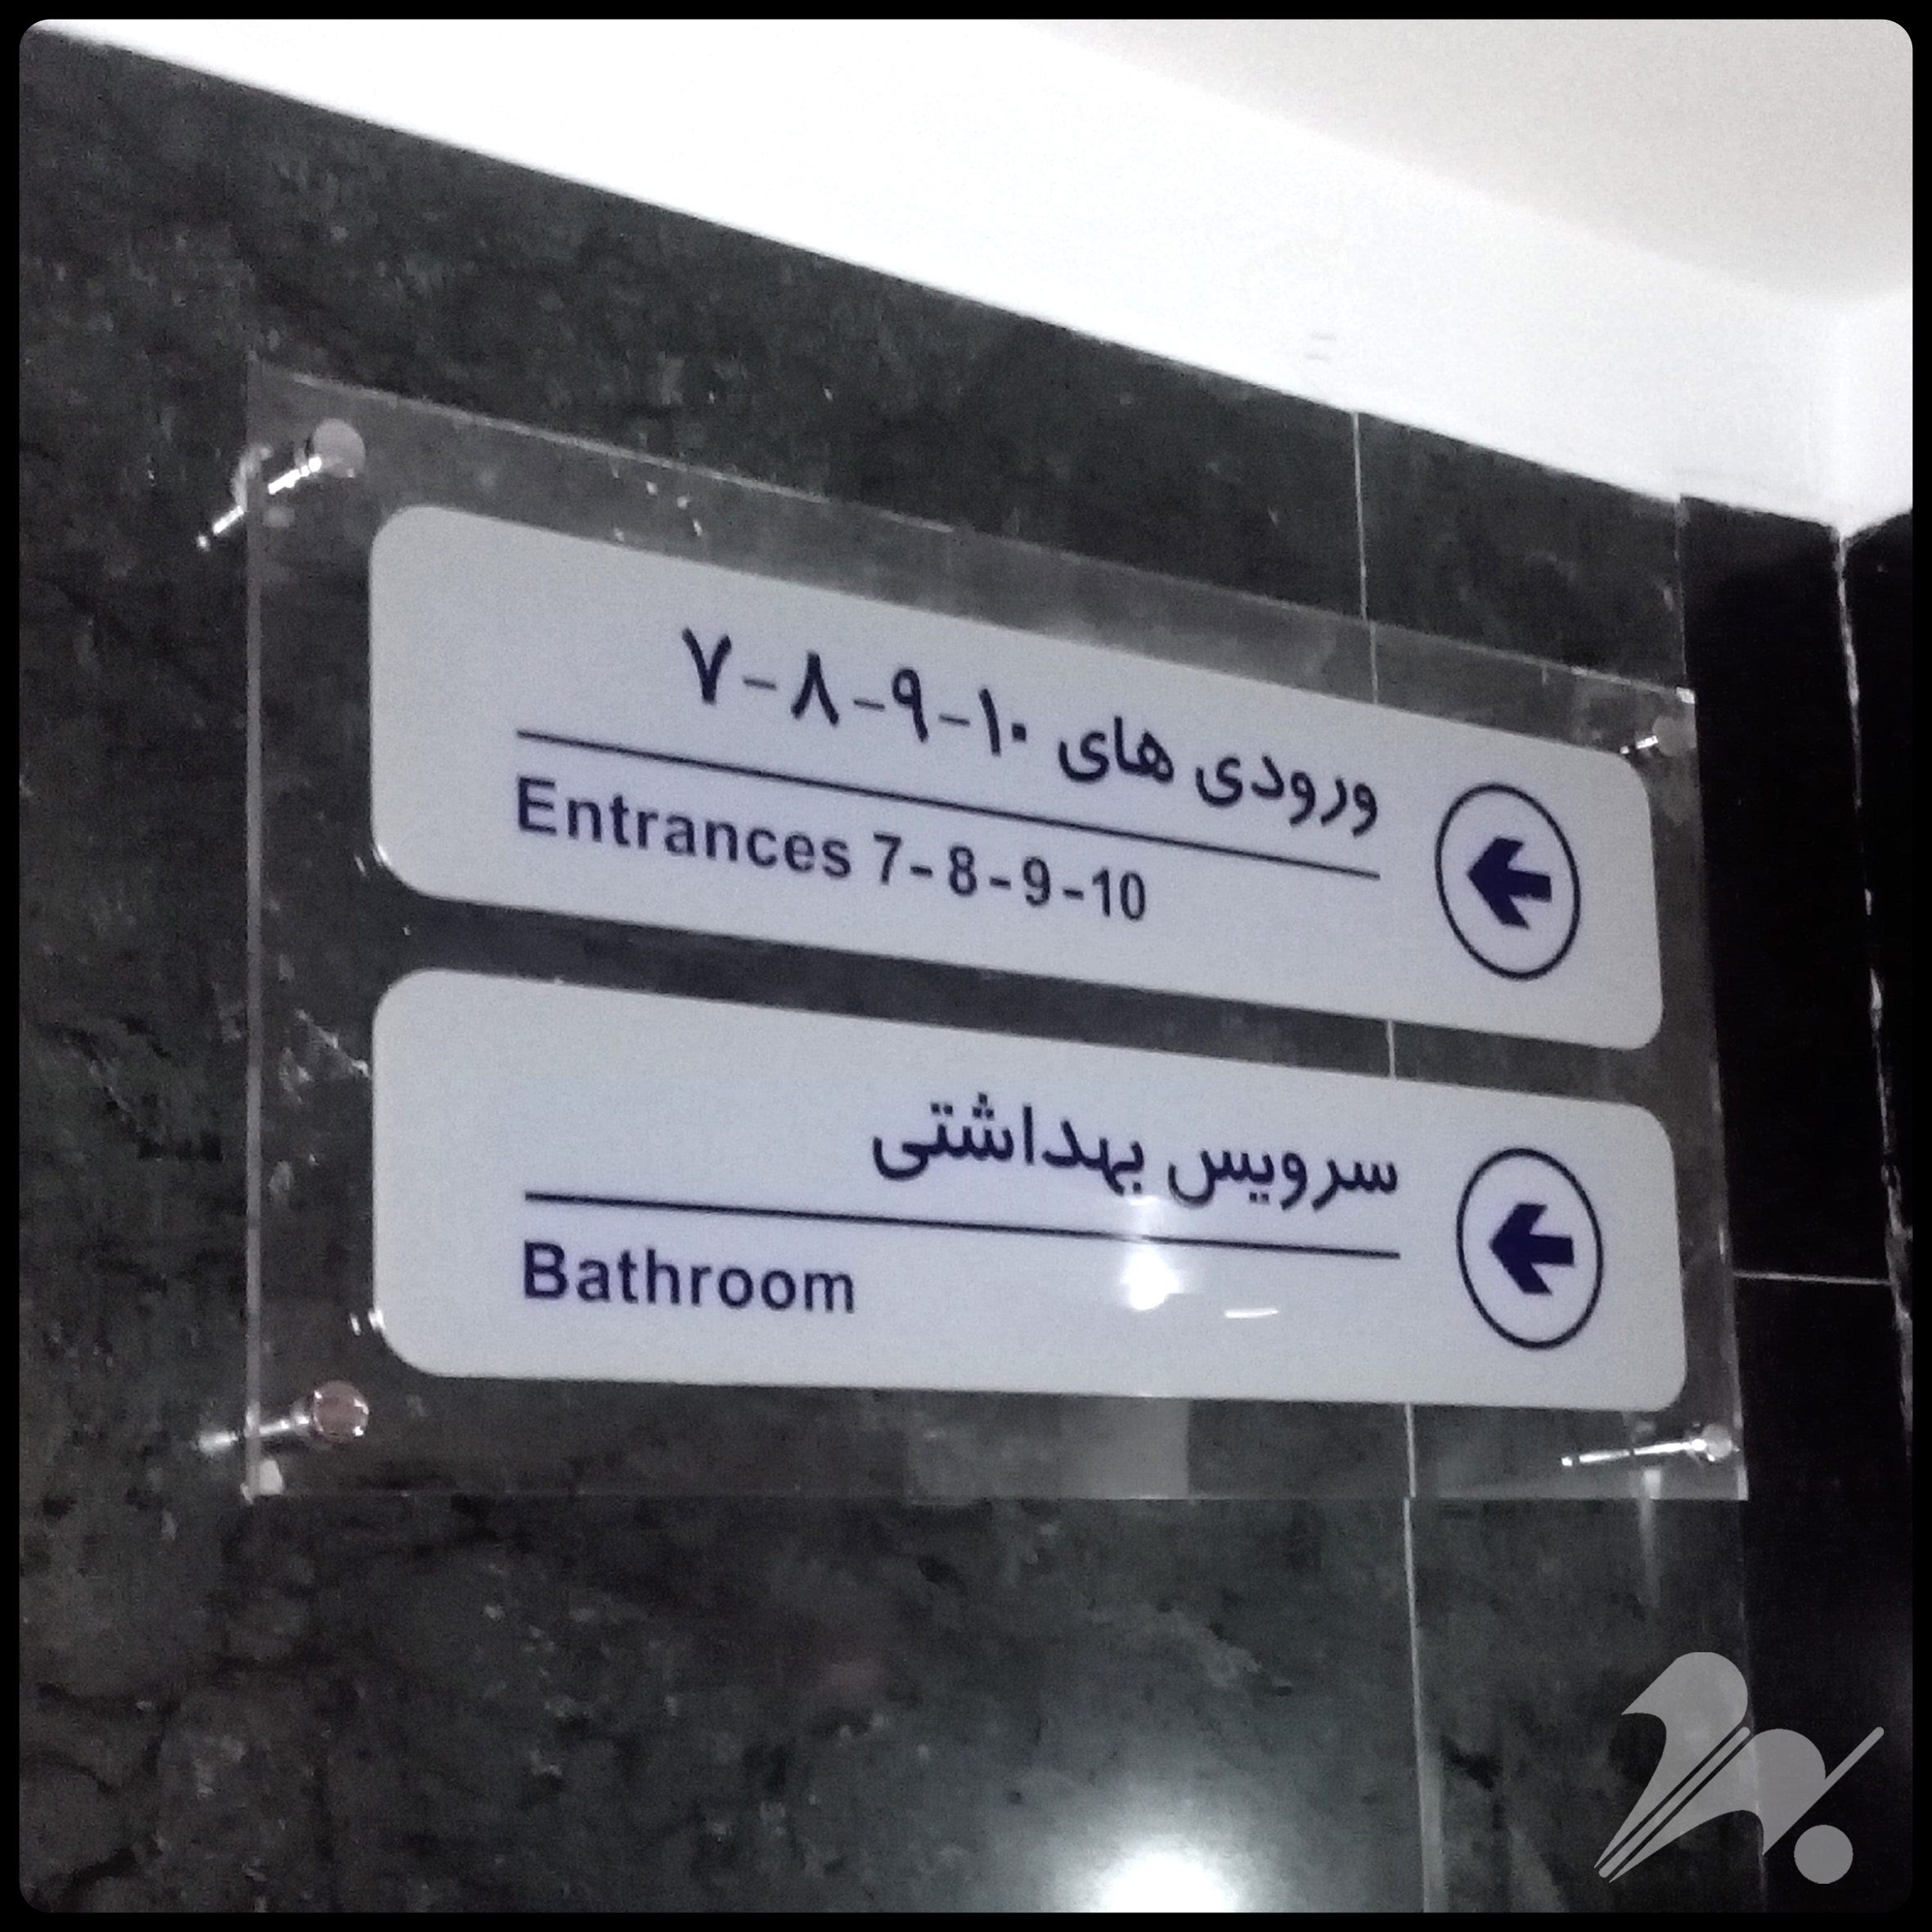 ورودی های ۱۰-۹-۸-۷
Entrances 7-8-9-10
سرویس بهداشتی
Bathroom